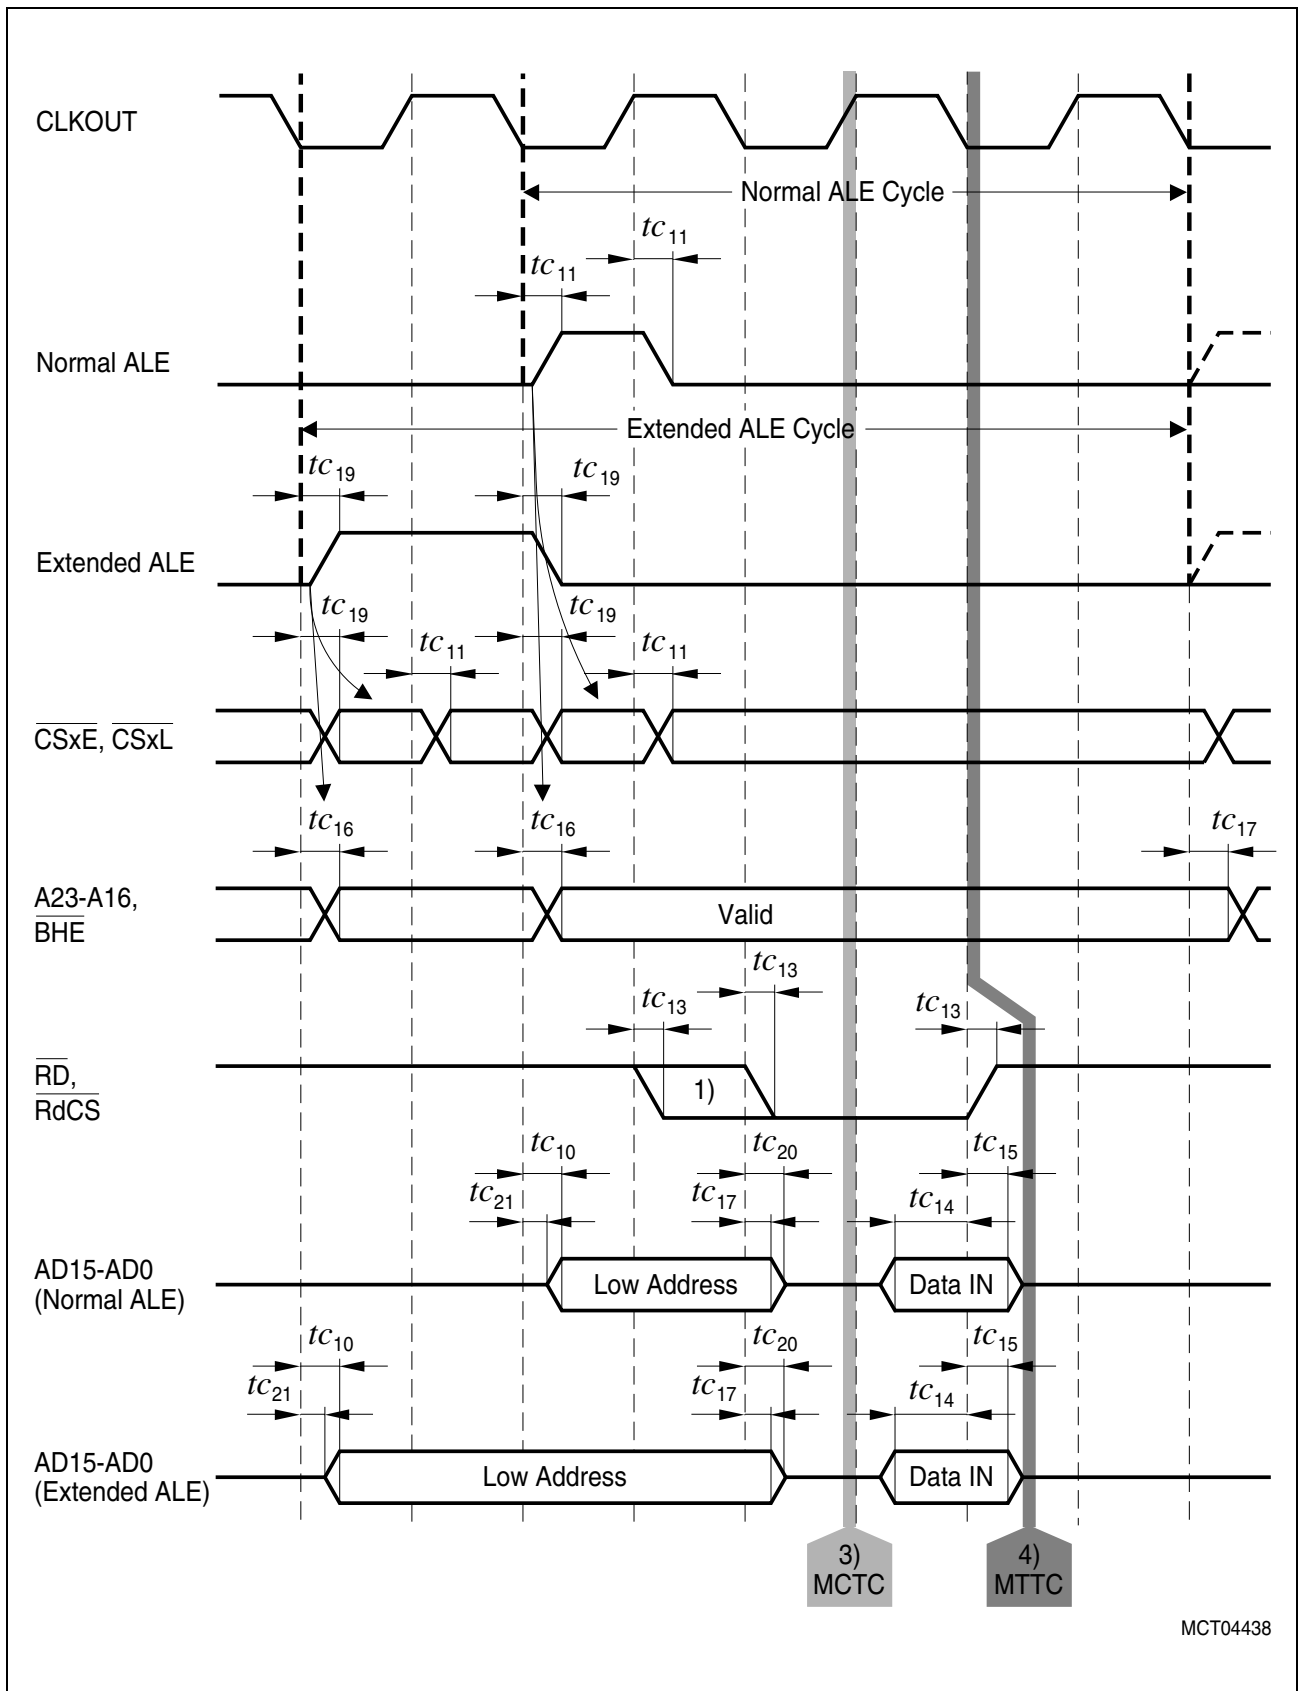 CLKOUT
Normal ALE Cycle
tc11
tc11
Normal ALE
Extended ALE Cycle
tc19
tc19
Extended ALE
tc19
tc19
tc11
tc11
CSxE, CSxL
tc16
tc16
tc17
A23-A16,
BHE
Valid
tc13
tc13
tc13
RD,
RdCS
1)
tc10
tc20
tc15
tc21
tc17
tc14
AD15-AD0
(Normal ALE)
Low Address
Data IN
tc10
tc20
tc15
tc21
tc17
tc14
AD15-AD0
(Extended ALE)
Low Address
Data IN
3)
MCTC
4)
MTTC
MCT04438